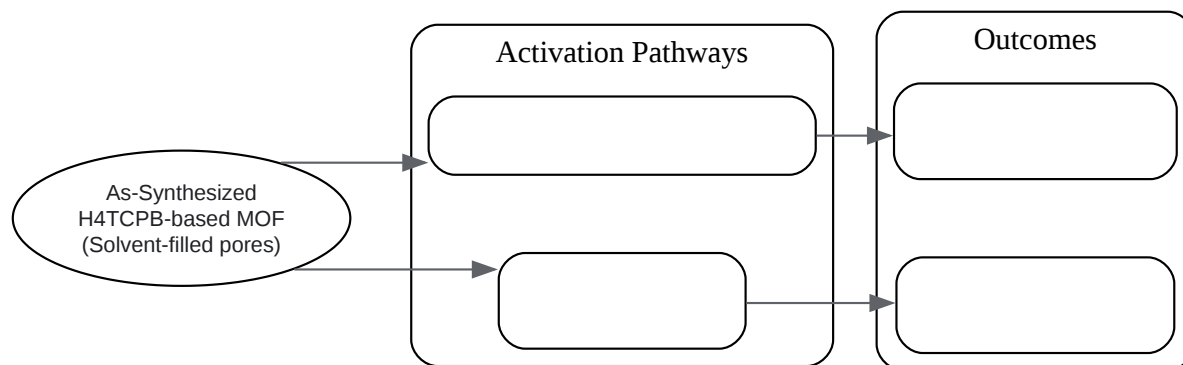 Activation Pathways
Outcomes
As-Synthesized
H4TCPB-based MOF
(Solvent-filled pores)